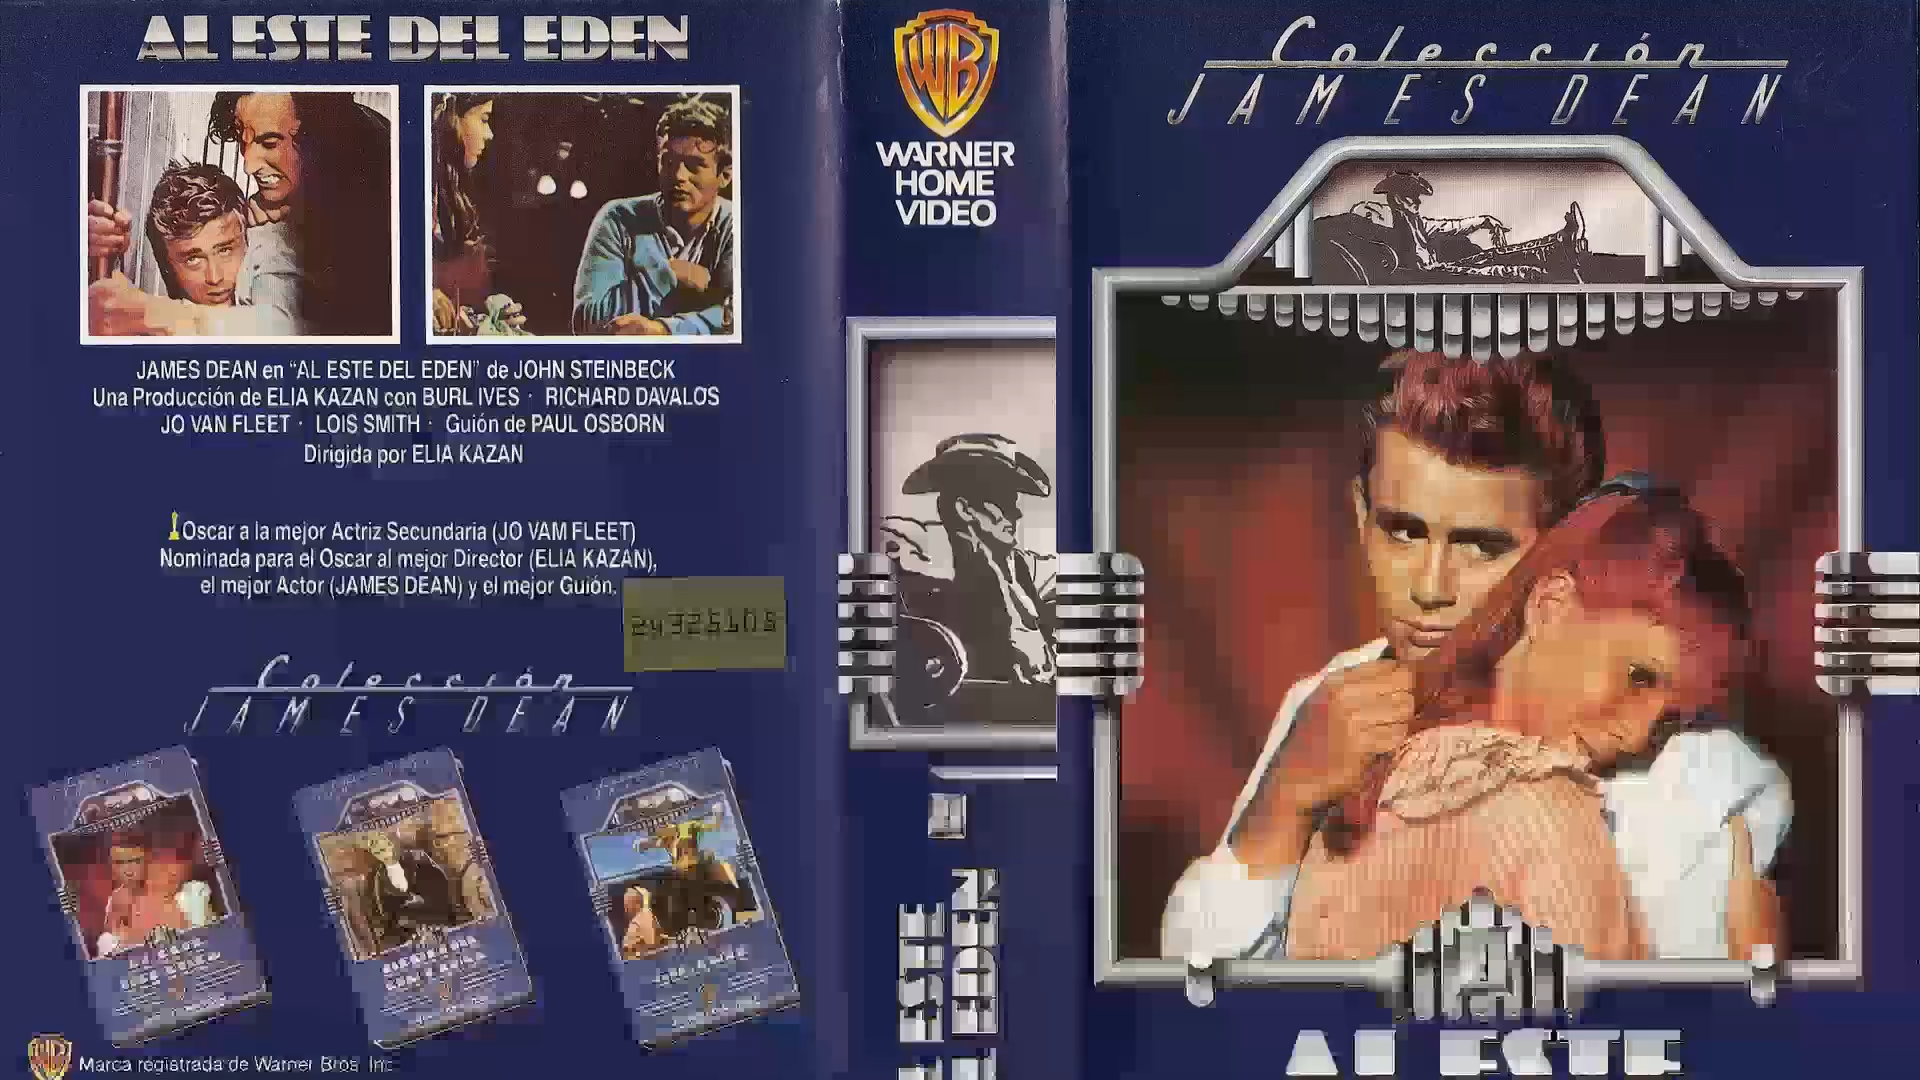 AL ESTE DEL EDEN
JAMES DEAN en “AL ESTE DEL EDEN” de JOHN STEINBECK
Una Producción de ELIA KAZAN con BURL IVES · RICHARD DAVALOS
JO VAN FLEET · LOIS SMITH · Guión de PAUL OSBORN
Dirigida por ELIA KAZAN
Oscar a la mejor Actriz Secundaria (JO VAM FLEET)
Nominada para el Oscar al mejor Director (ELIA KAZAN),
el mejor Actor (JAMES DEAN) y el mejor Guión.
Colección
JAMES DEAN
Marca registrada de Warner Bros. Inc
WB
WARNER
HOME
VIDEO
ESTE
EDEN
Colección
JAMES DEAN
AL ESTE